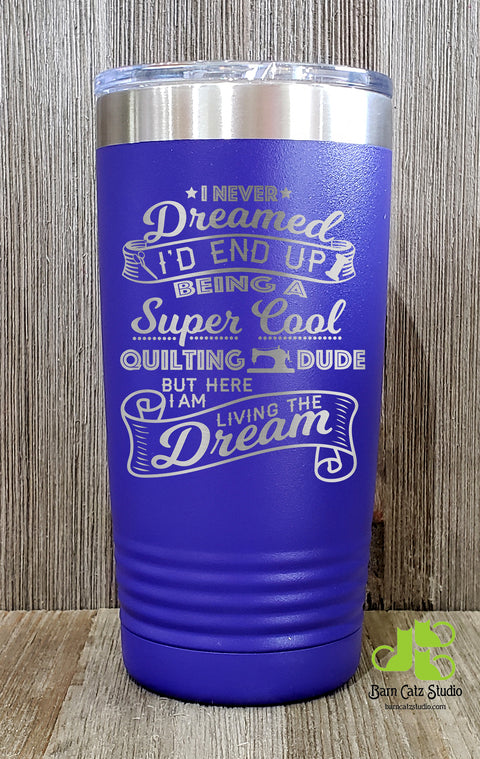 I NEVER
Dreamed
I'D END UP
BEING A
Super Cool
QUILTING DUDE
BUT HERE
I AM
LIVING THE
Dream
Barn Catz Studio
barncatzstudio.com